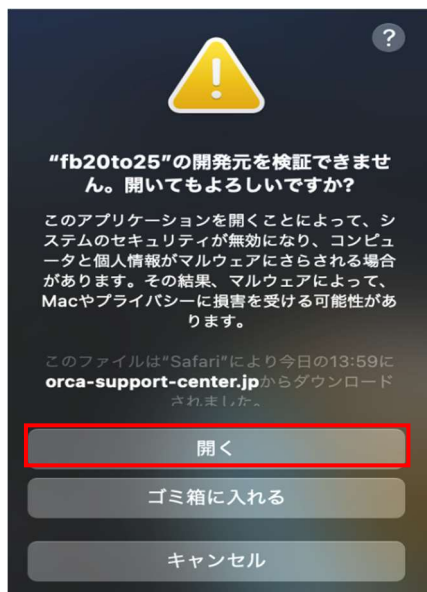 ?
“fb20to25”の開発元を検証できませ
ん。開いてもよろしいですか?
このアプリケーションを開くことによって、シ
ステムのセキュリティが無効になり、コンピュ
ータと個人情報がマルウェアにさらされる場合
があります。その結果、マルウェアによって、
Macやプライバシーに損害を受ける可能性があ
ります。
このファイルは“Safari”により今日の13:59に
orca-support-center.jpからダウンロード
されました。
開く
ゴミ箱に入れる
キャンセル